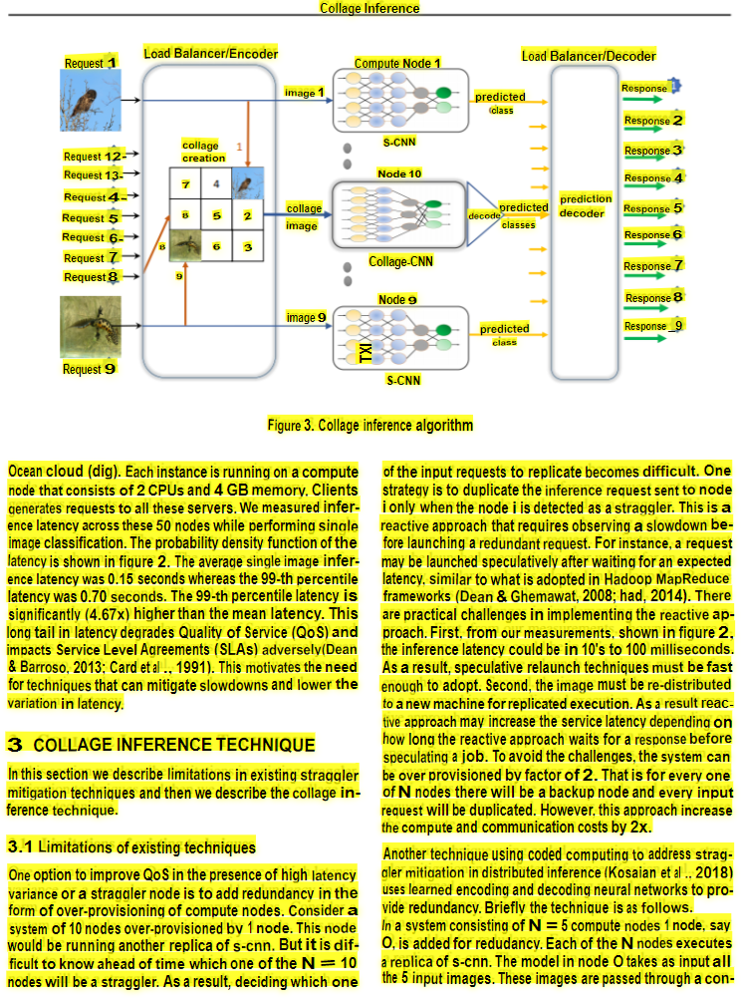 Collage Inference
Load Balancer/Encoder
Load Balancer/Decoder
Request 1
Compute Node 1
image 1
predicted
class
S-CNN
Response
Response 2
Response 3
Response 4
Response 5
Response 6
Response 7
Response 8
Response _9
Request 12-
Request 13-
Request 4-
Request 5
Request 6-
Request 7
Request 8
collage
creation
1
7 4
8 5 2
6 3
8
9
Node 10
collage
image
decode
predicted
classes
prediction
decoder
Collage-CNN
Node 9
image 9
predicted
class
TXI
S-CNN
Request 9
Figure 3. Collage inference algorithm
Ocean cloud (dig). Each instance is running on a compute
node that consists of 2 CPUs and 4 GB memory. Clients
generates requests to all these servers. We measured infer-
ence latency across these 50 nodes while performing single
image classification. The probability density function of the
latency is shown in figure 2. The average single image infer-
ence latency was 0.15 seconds whereas the 99-th percentile
latency was 0.70 seconds. The 99-th percentile latency is
significantly (4.67x) higher than the mean latency. This
long tail in latency degrades Quality of Service (QoS) and
impacts Service Level Agreements (SLAs) adversely(Dean
& Barroso, 2013; Card et al ., 1991). This motivates the need
for techniques that can mitigate slowdowns and lower the
variation in latency.
3 COLLAGE INFERENCE TECHNIQUE
In this section we describe limitations in existing straggler
mitigation techniques and then we describe the collage in-
ference technique.
3.1 Limitations of existing techniques
One option to improve QoS in the presence of high latency
variance or a straggler node is to add redundancy in the
form of over-provisioning of compute nodes. Consider a
system of 10 nodes over-provisioned by 1 node. This node
would be running another replica of s-cnn. But it is dif-
ficult to know ahead of time which one of the N = 10
nodes will be a straggler. As a result, deciding which one
of the input requests to replicate becomes difficult. One
strategy is to duplicate the inference request sent to node
i only when the node i is detected as a straggler. This is a
reactive approach that requires observing a slowdown be-
fore launching a redundant request. For instance, a request
may be launched speculatively after waiting for an expected
latency, similar to what is adopted in Hadoop MapReduce
frameworks (Dean & Ghemawat, 2008; had, 2014). There
are practical challenges in implementing the reactive ap-
proach. First, from our measurements, shown in figure 2,
the inference latency could be in 10's to 100 milliseconds.
As a result, speculative relaunch techniques must be fast
enough to adopt. Second, the image must be re-distributed
to a new machine for replicated execution. As a result reac-
tive approach may increase the service latency depending on
how long the reactive approach waits for a response before
speculating a job. To avoid the challenges, the system can
be over provisioned by factor of 2. That is for every one
of N nodes there will be a backup node and every input
request will be duplicated. However, this approach increase
the compute and communication costs by 2x.
Another technique using coded computing to address strag-
gler mitigation in distributed inference (Kosaian et al ., 2018)
uses learned encoding and decoding neural networks to pro-
vide redundancy. Briefly the technique is as follows.
In a system consisting of N = 5 compute nodes 1 node, say
O, is added for redudancy. Each of the N nodes executes
a replica of s-cnn. The model in node O takes as input all
the 5 input images. These images are passed through a con-